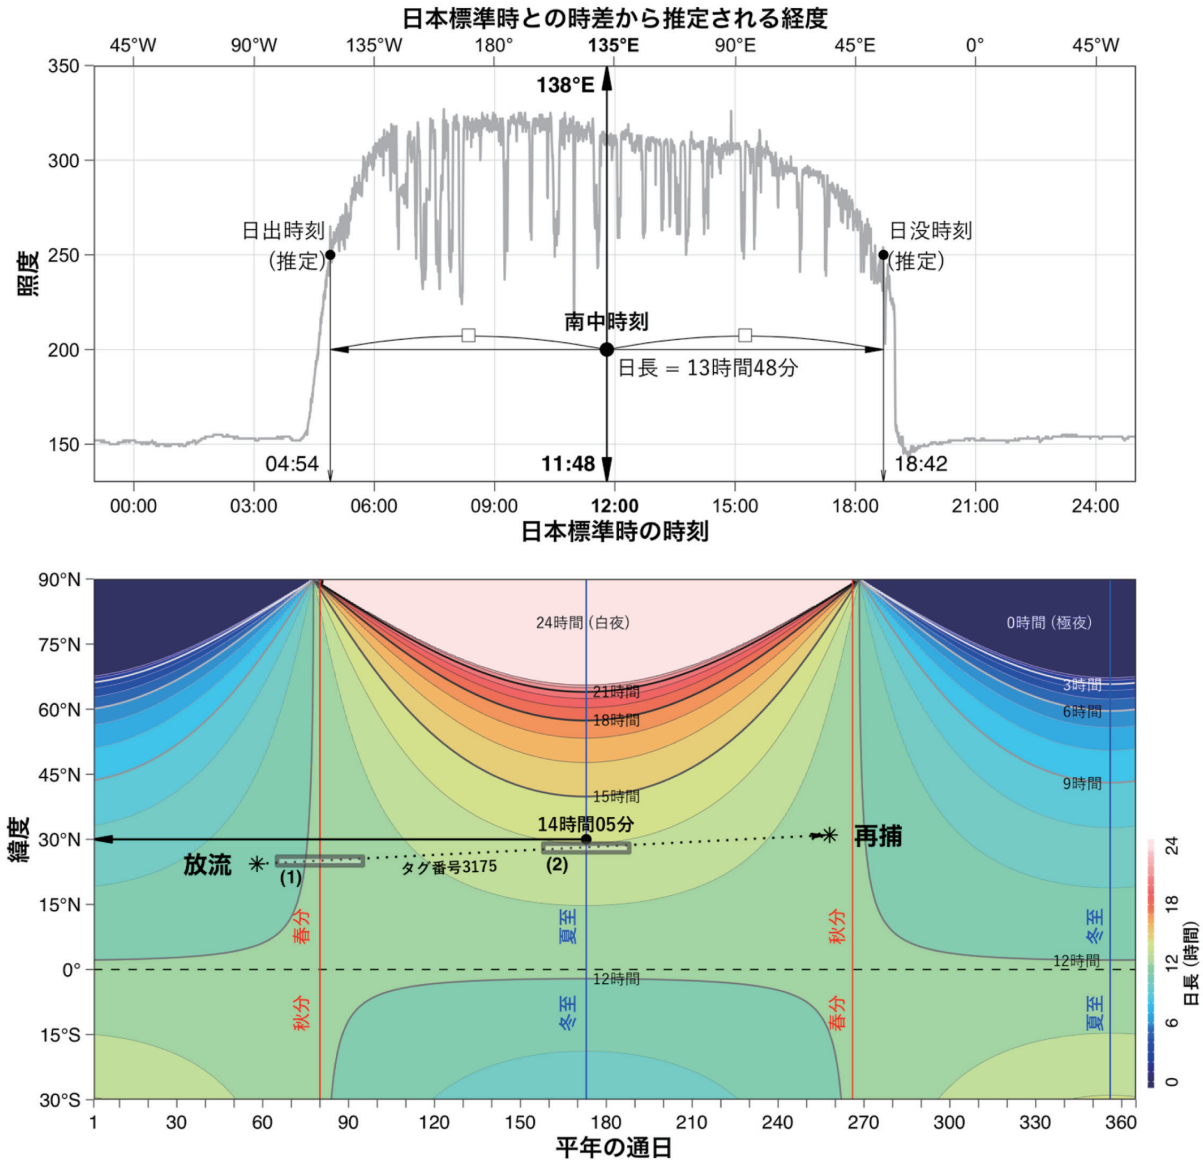 日本標準時との時差から推定される経度
45°W 90°W 135°W 180° 135°E 90°E 45°E 0° 45°W
350
300
250
200
150
照度
138°E
日出時刻
(推定)
日没時刻
(推定)
南中時刻
日長 = 13時間48分
04:54
11:48
18:42
00:00 03:00 06:00 09:00 12:00 15:00 18:00 21:00 24:00
日本標準時の時刻
90°N
75°N
60°N
45°N
30°N
15°N
0°
15°S
30°S
緯度
24時間 (白夜)
0時間 (極夜)
21時間
18時間
15時間
3時間
6時間
9時間
14時間05分
放流
(1)
タグ番号3175
(2)
再捕
春分
夏至
秋分
冬至
12時間
12時間
秋分
冬至
春分
夏至
1 30 60 90 120 150 180 210 240 270 300 330 360
平年の通日
24
18
12
6
0
日長 (時間)